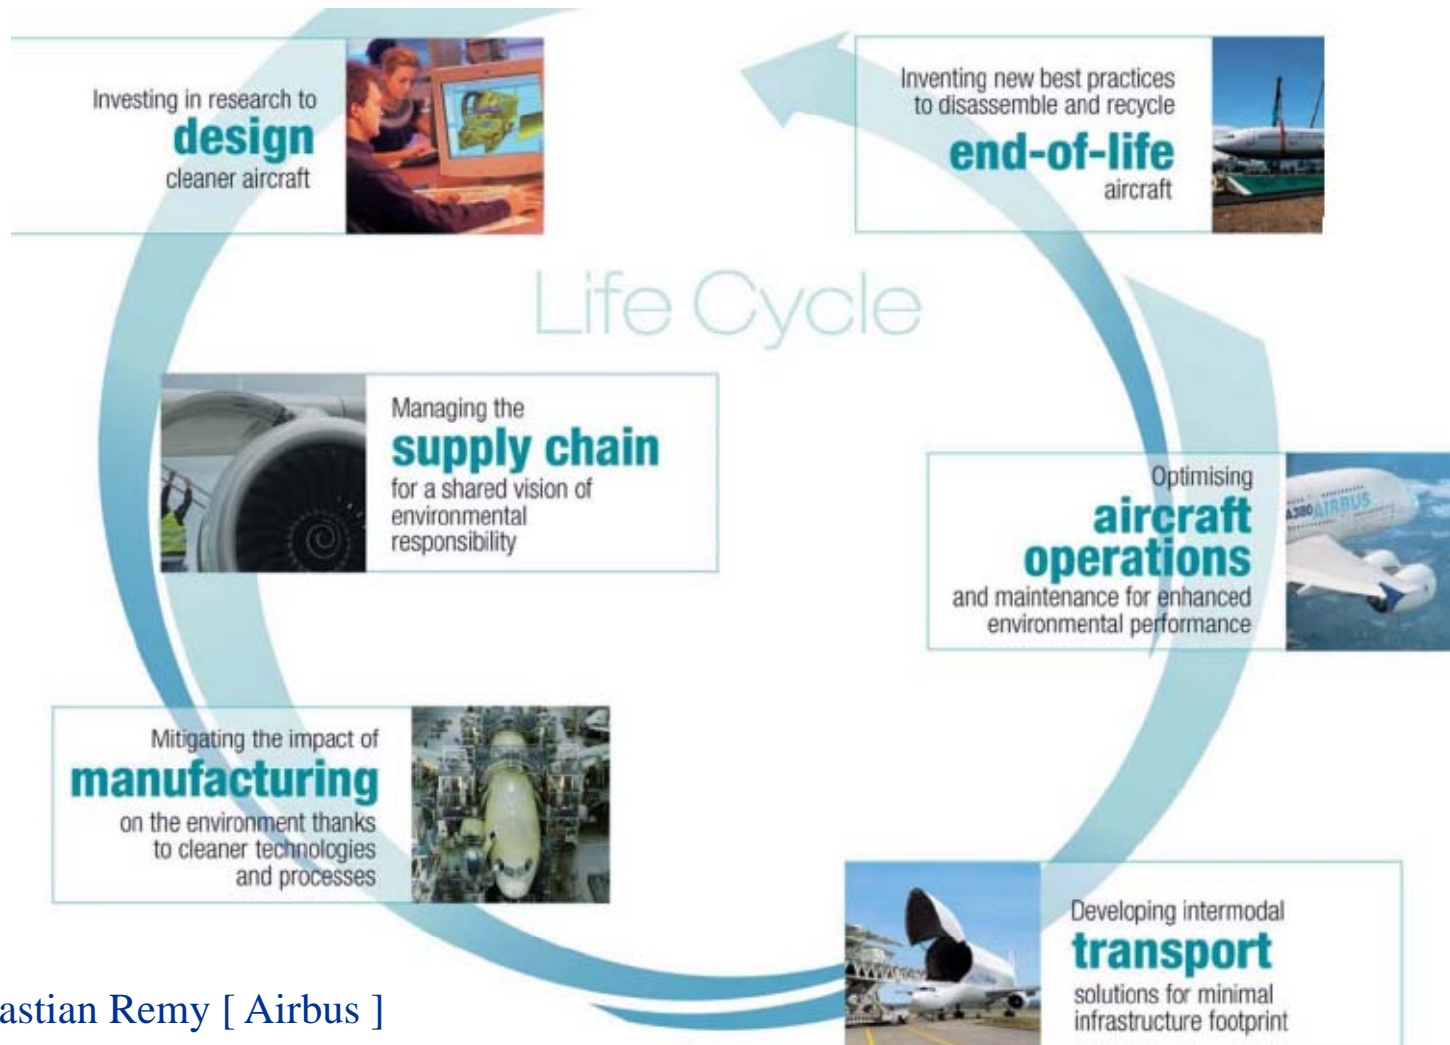 Investing in research to
design
cleaner aircraft
Inventing new best practices
to disassemble and recycle
end-of-life
aircraft
Life Cycle
Managing the
supply chain
for a shared vision of
environmental
responsibility
Optimising
aircraft
operations
and maintenance for enhanced
environmental performance
A380 AIRBUS
Mitigating the impact of
manufacturing
on the environment thanks
to cleaner technologies
and processes
Developing intermodal
transport
solutions for minimal
infrastructure footprint
astian Remy [ Airbus ]